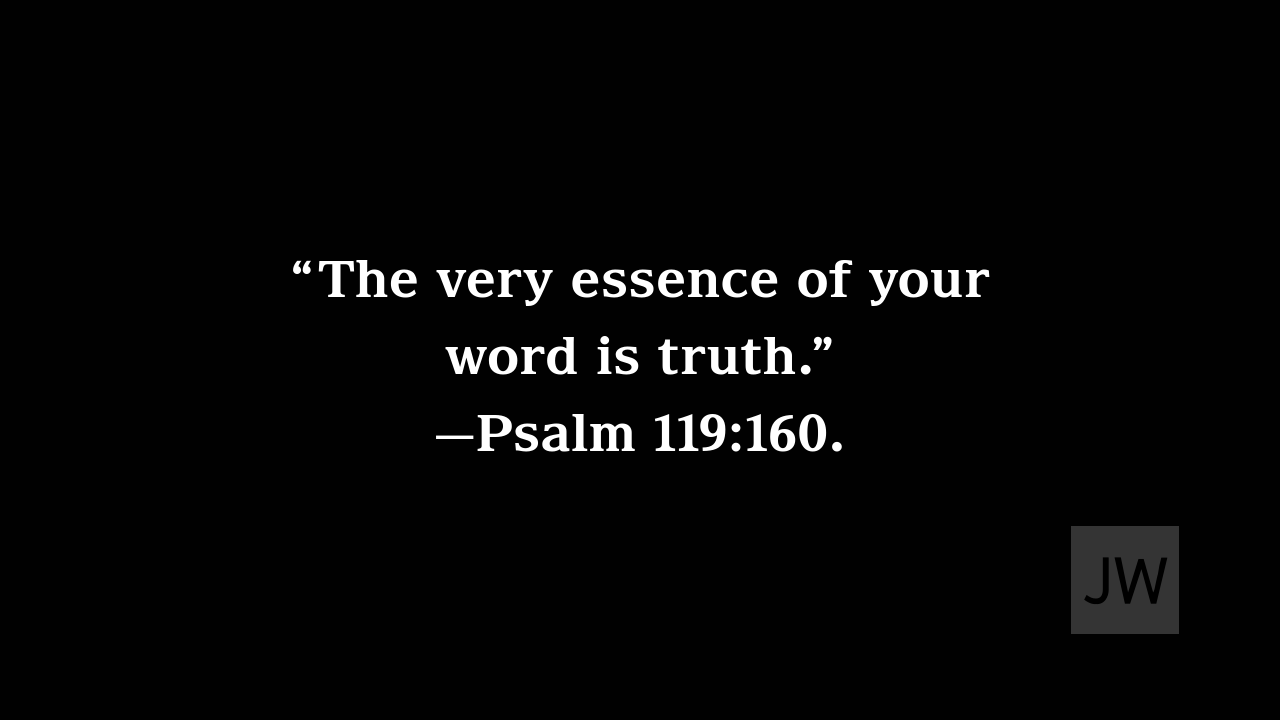 “The very essence of your
word is truth.”
—Psalm 119:160.
JW